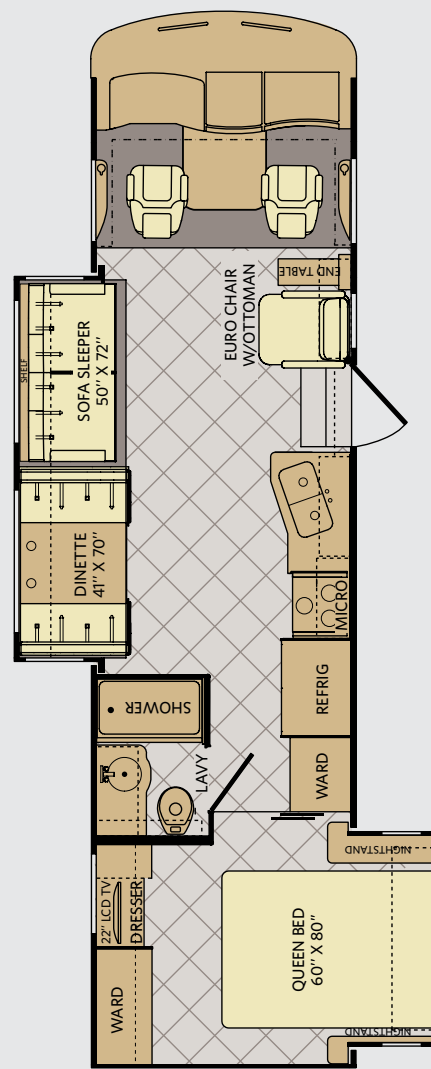 END TABLE
EURO CHAIR
W/OTTOMAN
SHELF
SOFA SLEEPER
50" X 72"
DINETTE
41" X 70"
MICRO
REFRIG
SHOWER
LAVY
WARD
NIGHTSTAND
22" LCD TV
DRESSER
QUEEN BED
60" X 80"
WARD
NIGHTSTAND